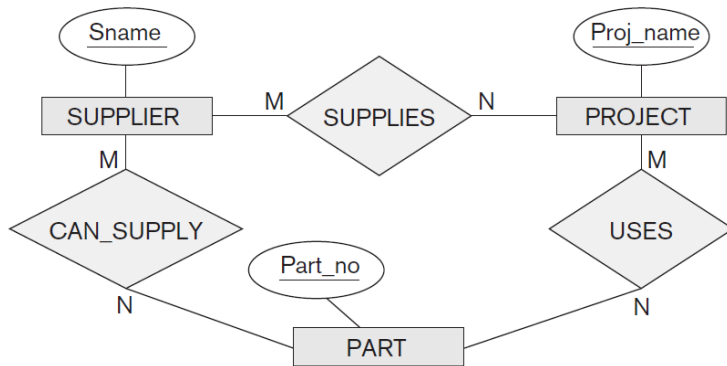 Sname
Proj_name
M
N
SUPPLIER
SUPPLIES
PROJECT
M
M
CAN_SUPPLY
USES
Part_no
N
N
PART